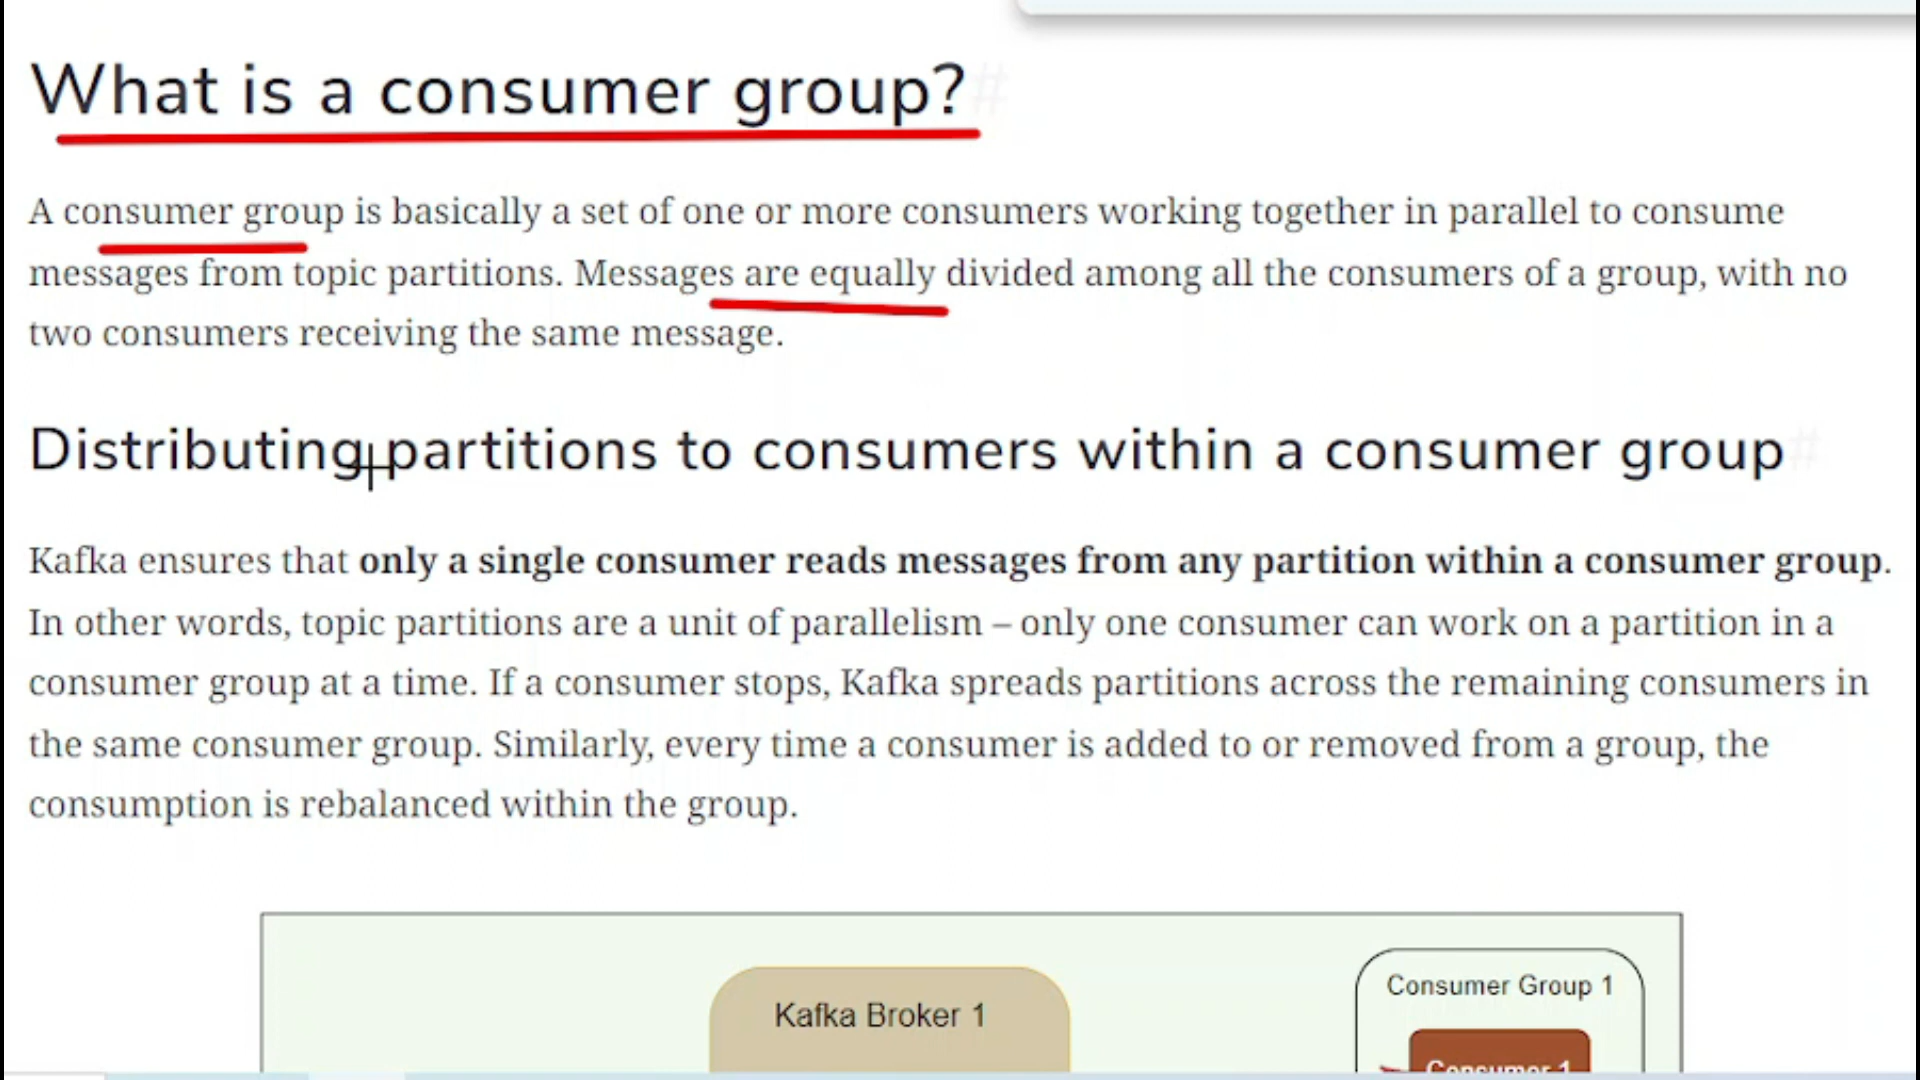 What is a consumer group?#
A consumer group is basically a set of one or more consumers working together in parallel to consume
messages from topic partitions. Messages are equally divided among all the consumers of a group, with no
two consumers receiving the same message.
Distributing partitions to consumers within a consumer group#
Kafka ensures that only a single consumer reads messages from any partition within a consumer group.
In other words, topic partitions are a unit of parallelism – only one consumer can work on a partition in a
consumer group at a time. If a consumer stops, Kafka spreads partitions across the remaining consumers in
the same consumer group. Similarly, every time a consumer is added to or removed from a group, the
consumption is rebalanced within the group.
Consumer Group 1
Kafka Broker 1
Consumer 1